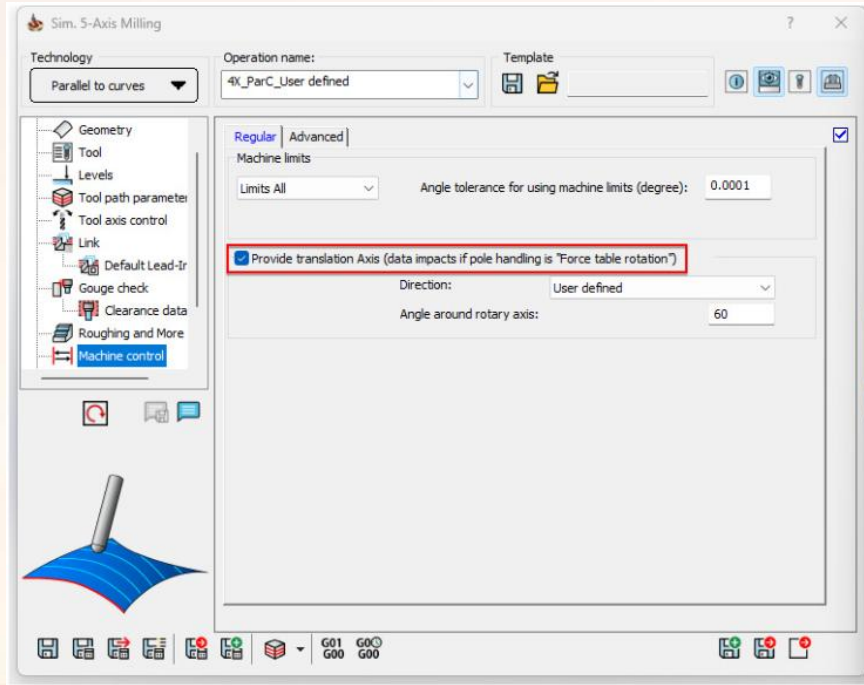 Sim. 5-Axis Milling
?
Technology
Parallel to curves
Operation name:
4X_ParC_User defined
Template
Geometry
Tool
Levels
Tool path parameter
Tool axis control
Link
Default Lead-Ir
Gouge check
Clearance data
Roughing and More
Machine control
Regular
Advanced
Machine limits
Limits All
Angle tolerance for using machine limits (degree):
0.0001
Provide translation Axis (data impacts if pole handling is "Force table rotation")
Direction:
User defined
Angle around rotary axis:
60
G01
G00
G0
G00